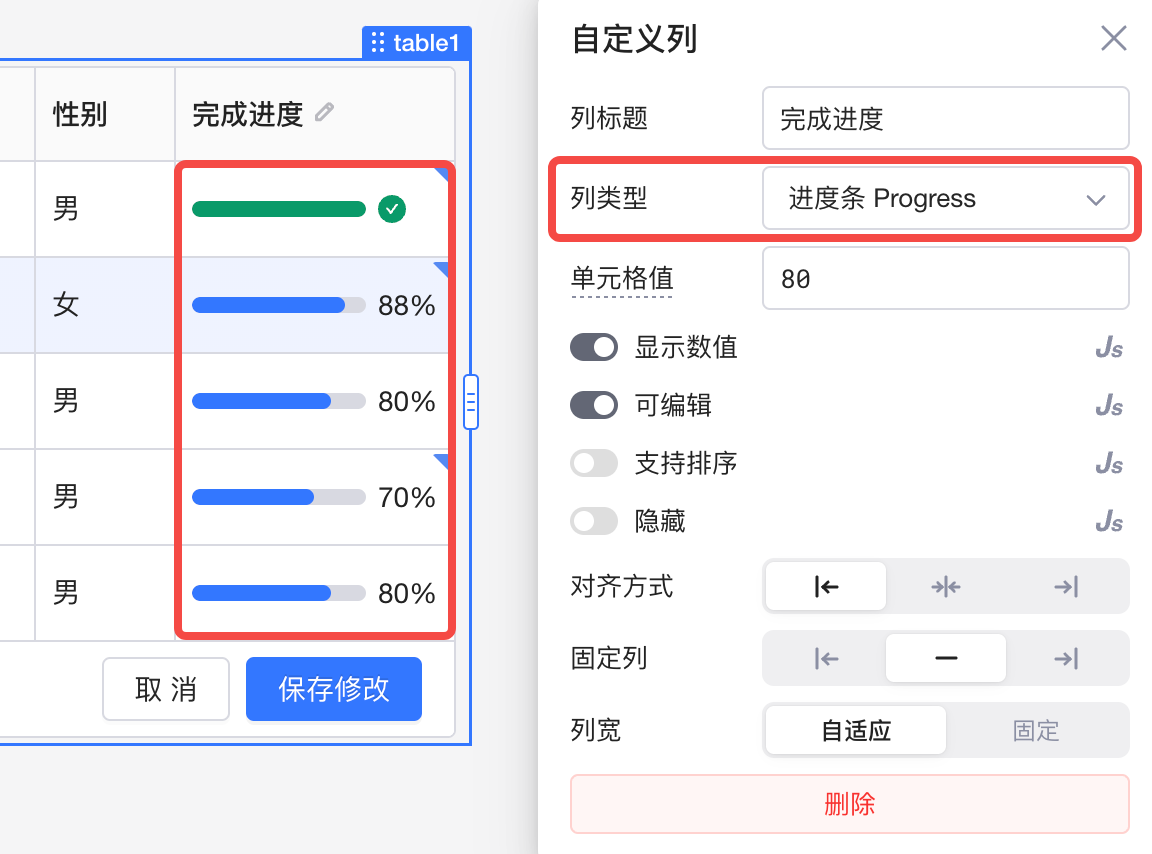 table1
性别
完成进度
男
女
88%
男
80%
男
70%
男
80%
取 消
保存修改
自定义列
列标题
完成进度
列类型
进度条 Progress
单元格值
80
显示数值
Js
可编辑
Js
支持排序
Js
隐藏
Js
对齐方式
固定列
列宽
自适应
固定
删除